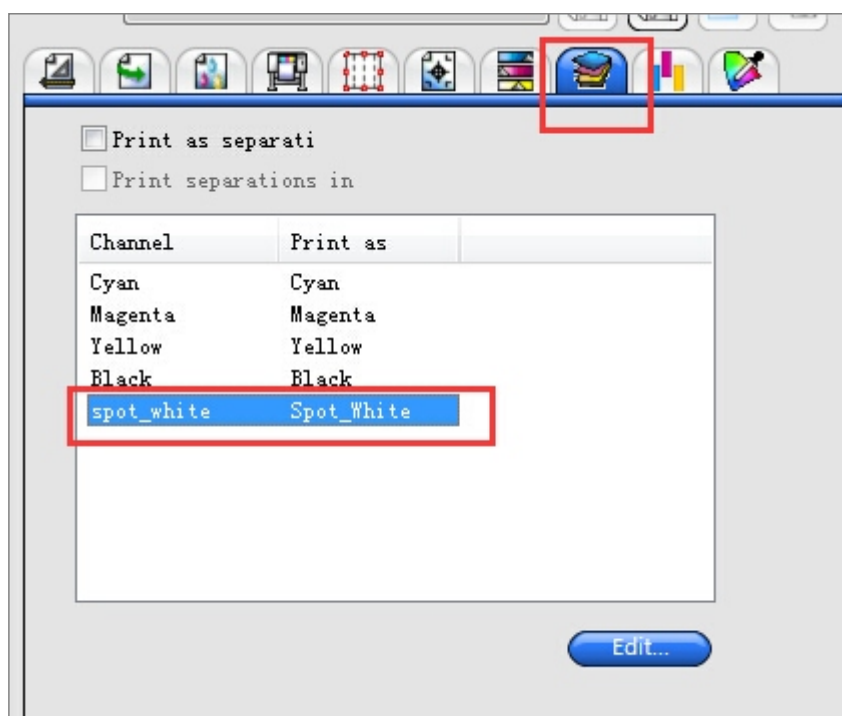 Print as separati
Print separations in
Channel Print as
Cyan Cyan
Magenta Magenta
Yellow Yellow
Black Black
spot_white Spot_White
Edit...